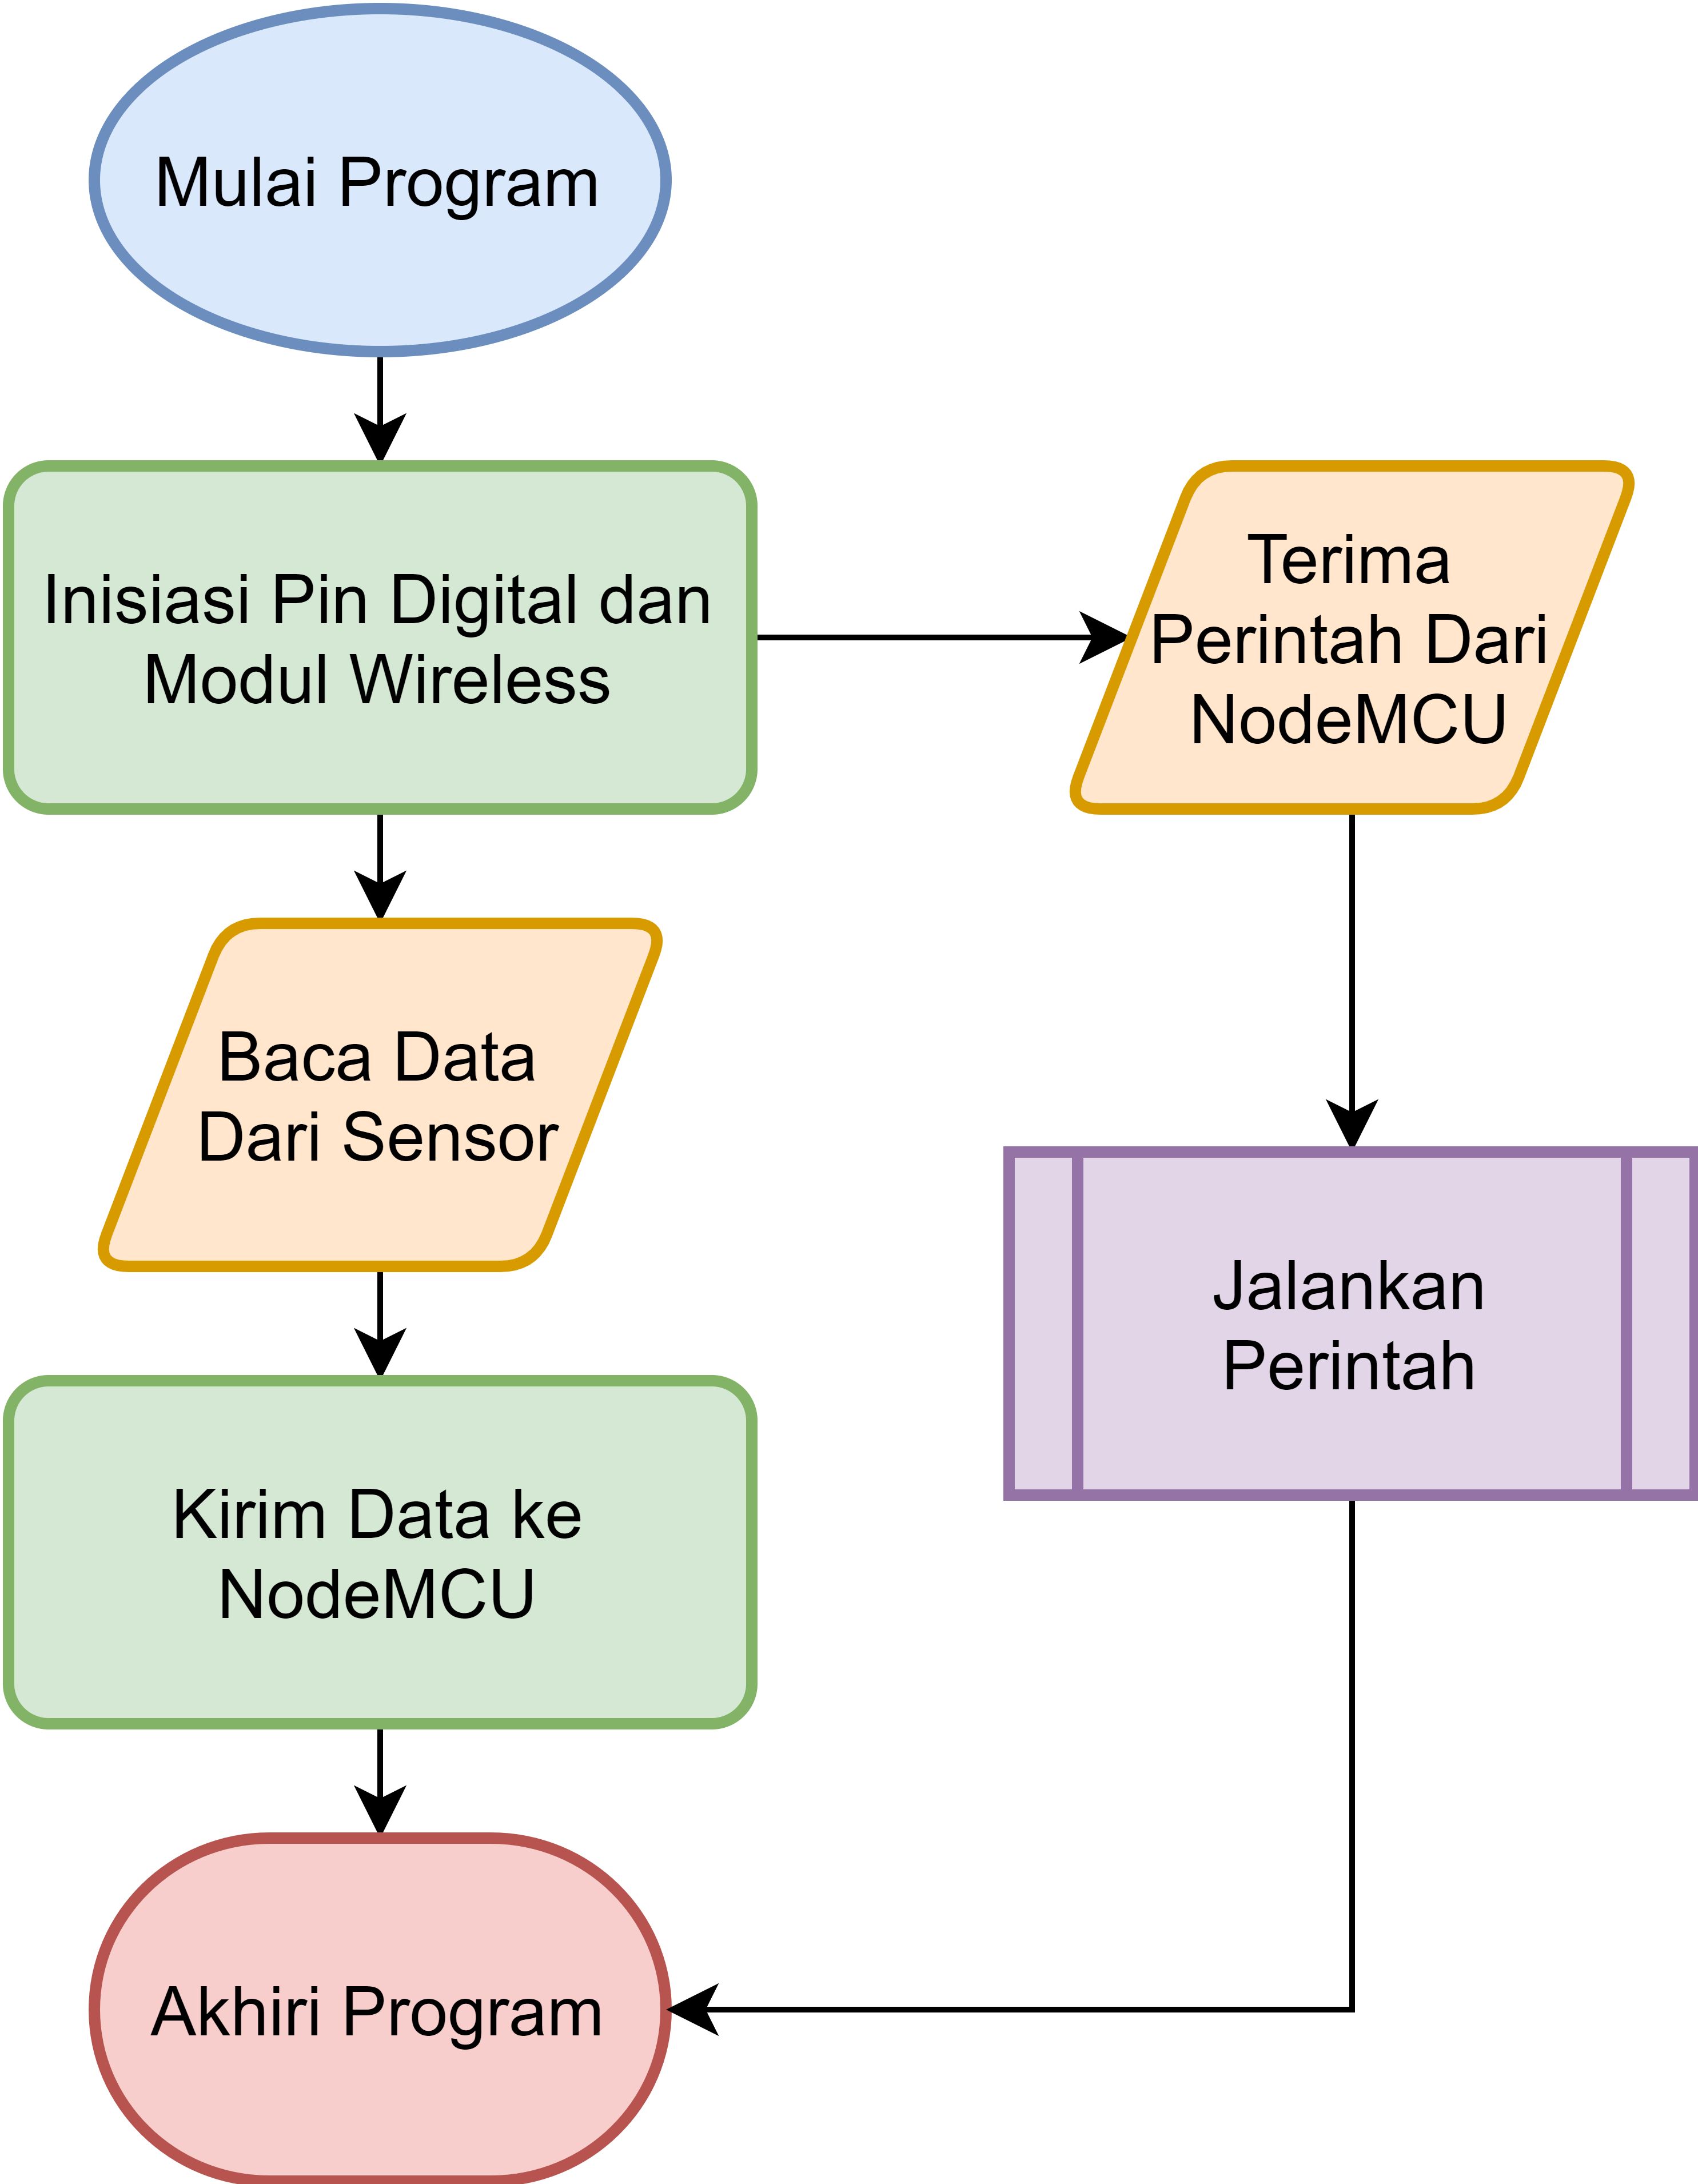 Mulai Program
Inisiasi Pin Digital dan
Modul Wireless
Terima
Perintah Dari
NodeMCU
Baca Data
Dari Sensor
Jalankan
Perintah
Kirim Data ke
NodeMCU
Akhiri Program